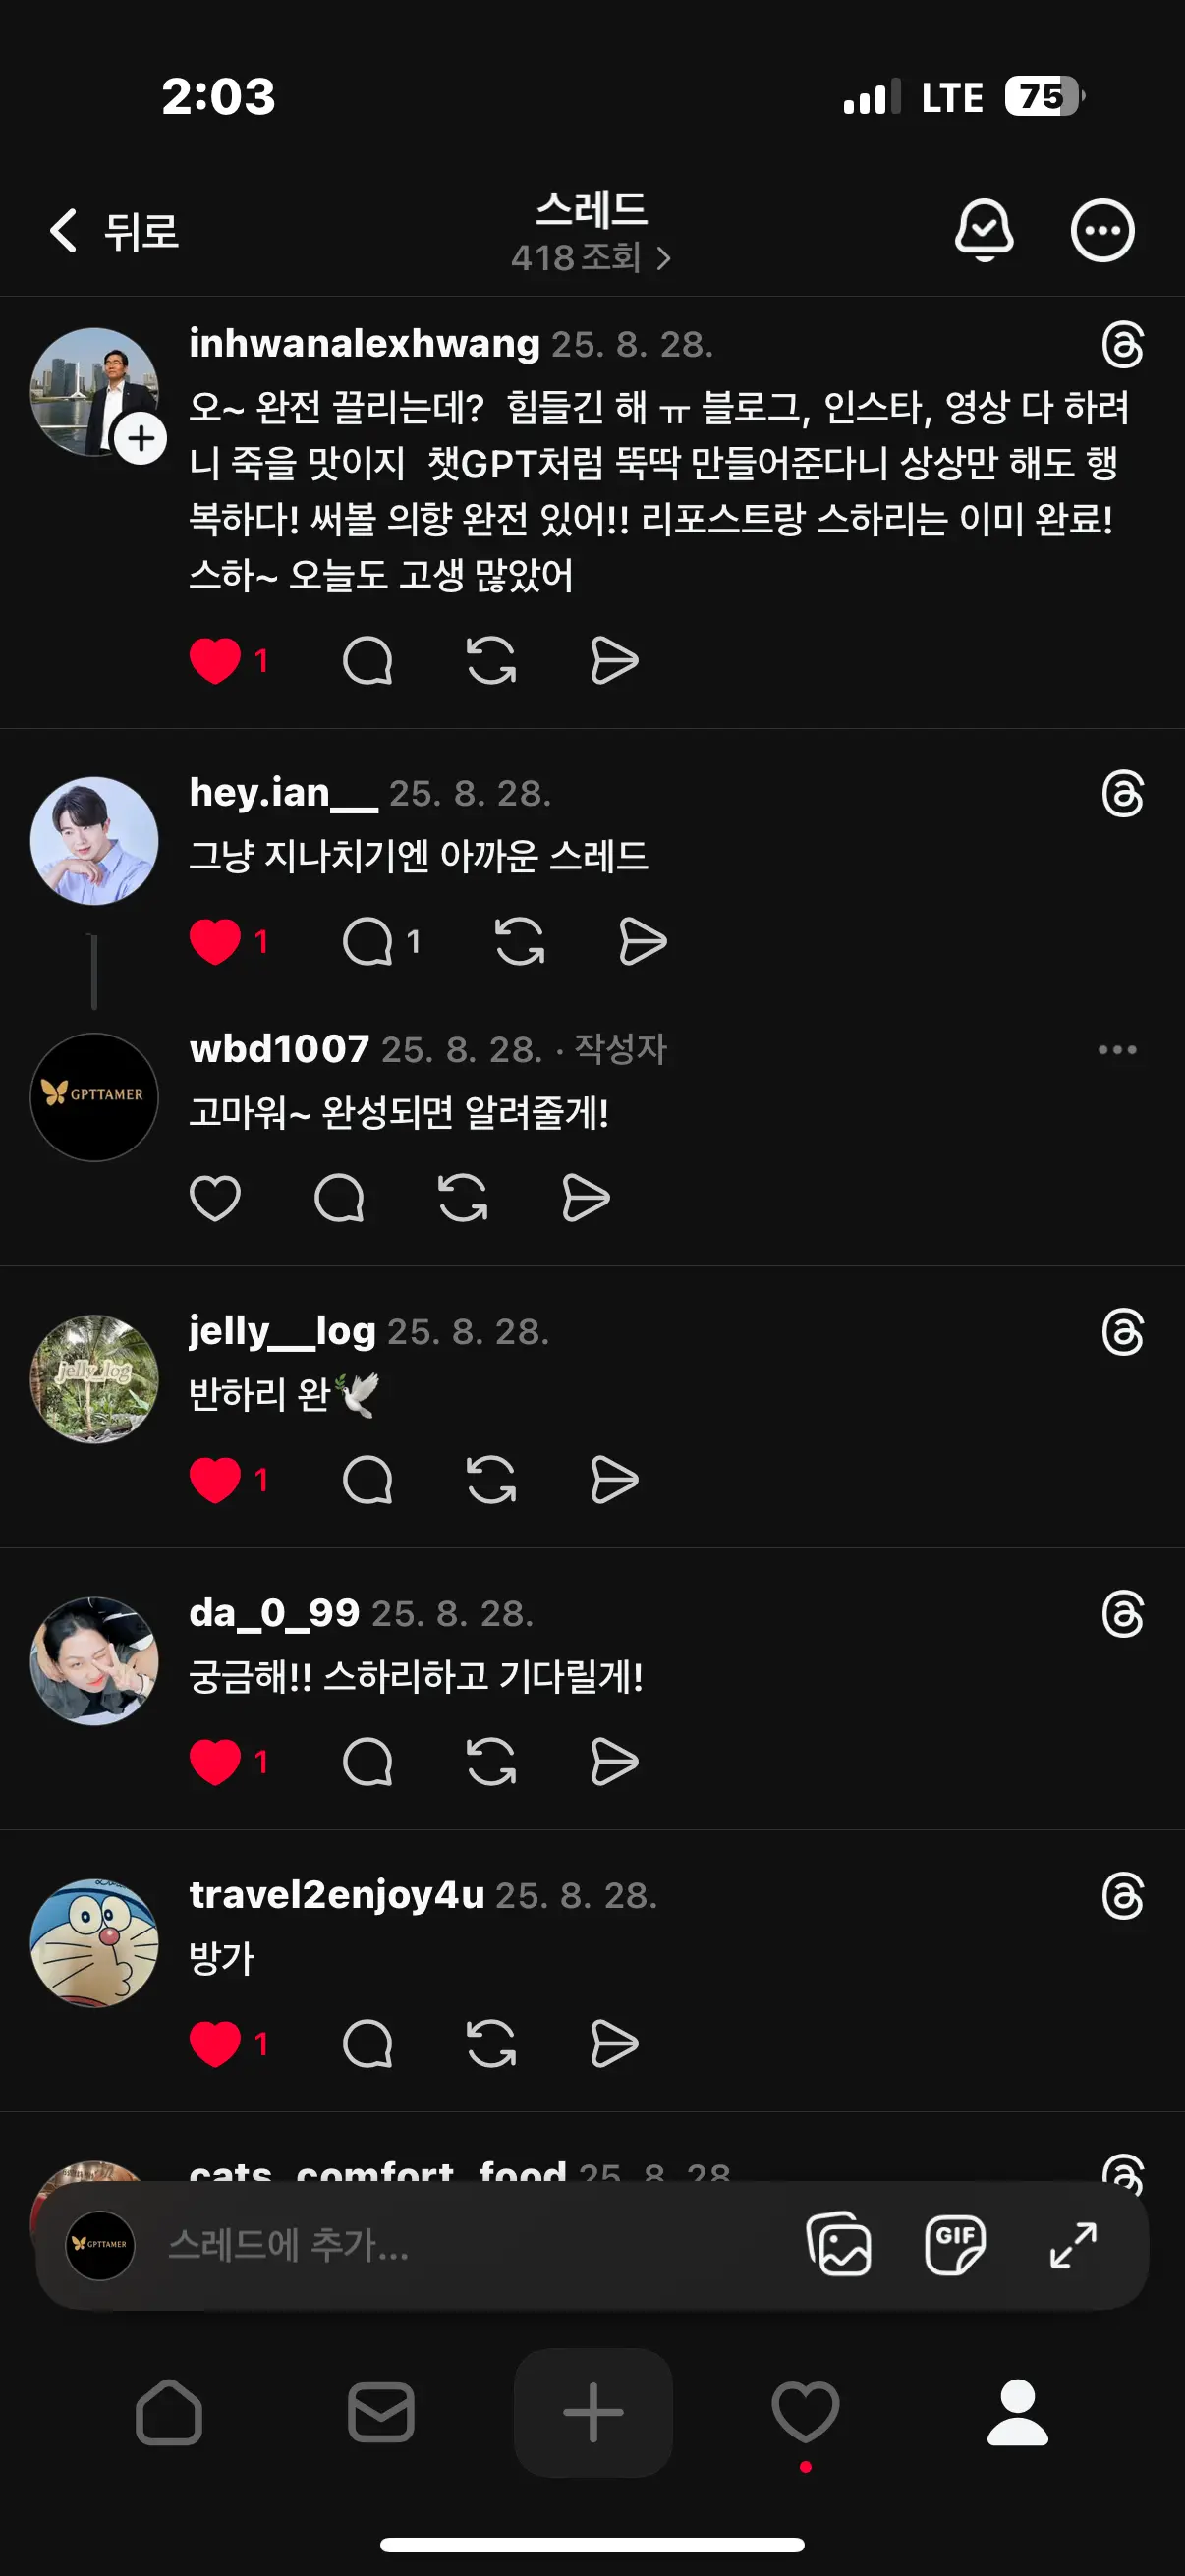 2:03
LTE
75
뒤로
스레드
418 조회
inhwanalexhwang 25. 8. 28.
오~ 완전 끌리는데?  힘들긴 해 ㅠ 블로그, 인스타, 영상 다 하려
니 죽을 맛이지  챗GPT처럼 뚝딱 만들어준다니 상상만 해도 행
복하다! 써볼 의향 완전 있어!! 리포스트랑 스하리는 이미 완료!
스하~ 오늘도 고생 많았어
1
hey.ian__ 25. 8. 28.
그냥 지나치기엔 아까운 스레드
1 1
GPTTAMER
wbd1007 25. 8. 28. · 작성자
고마워~ 완성되면 알려줄게!
jelly_log
jelly__log 25. 8. 28.
반하리 완🕊️
1
da_0_99 25. 8. 28.
궁금해!! 스하리하고 기다릴게!
1
travel2enjoy4u 25. 8. 28.
방가
1
cats_comfort_food 25. 8. 28.
GPTTAMER
스레드에 추가...
GIF